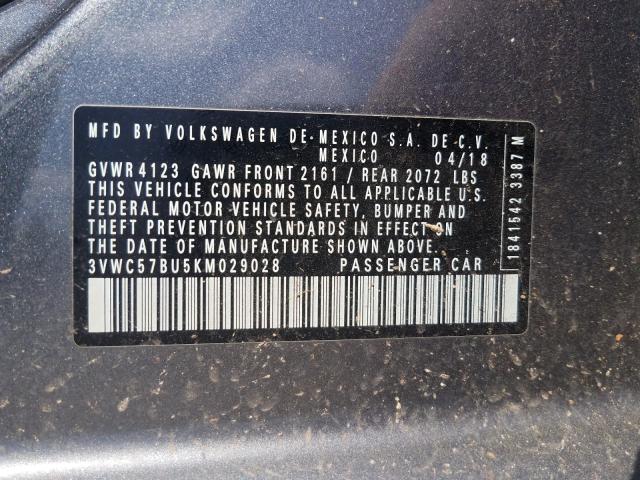 MFD BY VOLKSWAGEN DE MEXICO S.A. DE C.V.
MEXICO 04/18
GVWR 4123 GAWR FRONT 2161 / REAR 2072 LBS
THIS VEHICLE CONFORMS TO ALL APPLICABLE U.S.
FEDERAL MOTOR VEHICLE SAFETY, BUMPER AND
THEFT PREVENTION STANDARDS IN EFFECT ON
THE DATE OF MANUFACTURE SHOWN ABOVE.
3VWC57BU5KM029028 PASSENGER CAR
1841542 3387 M